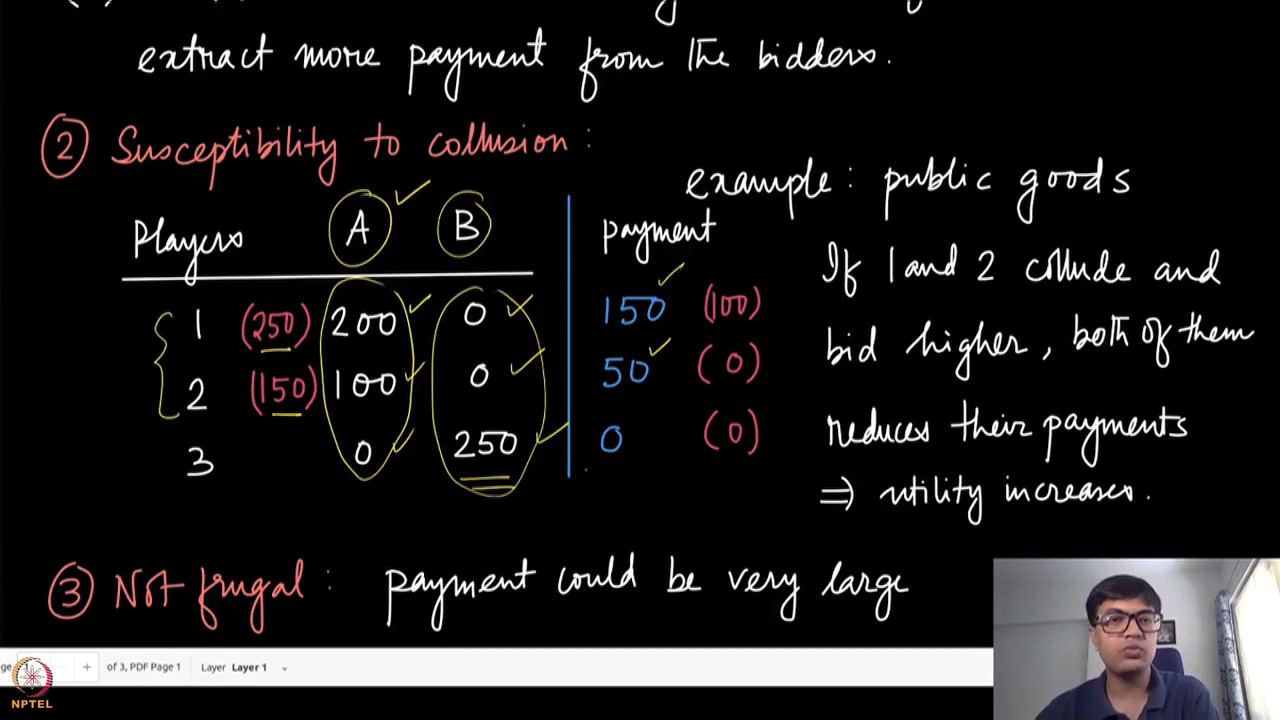 extract more payment from the bidders.
② Susceptibility to collusion :
example : public goods
Players A B payment
1 (250) 200 0 150 (100)
2 (150) 100 0 50 (0)
3 0 250 0 (0)
If 1 and 2 collude and
bid higher, both of them
reduces their payments
⇒ utility increases.
③ Not frugal : payment could be very large
of 3, PDF Page 1 Layer Layer 1
NPTEL